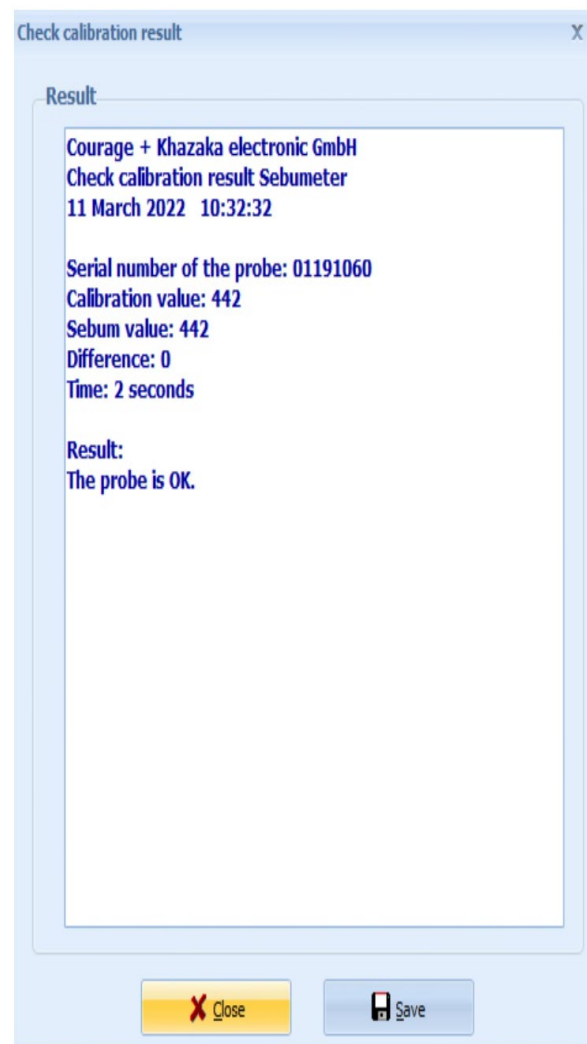 Check calibration result X
Result
Courage + Khazaka electronic GmbH
Check calibration result Sebumeter
11 March 2022 10:32:32
Serial number of the probe: 01191060
Calibration value: 442
Sebum value: 442
Difference: 0
Time: 2 seconds
Result:
The probe is OK.
Close Save